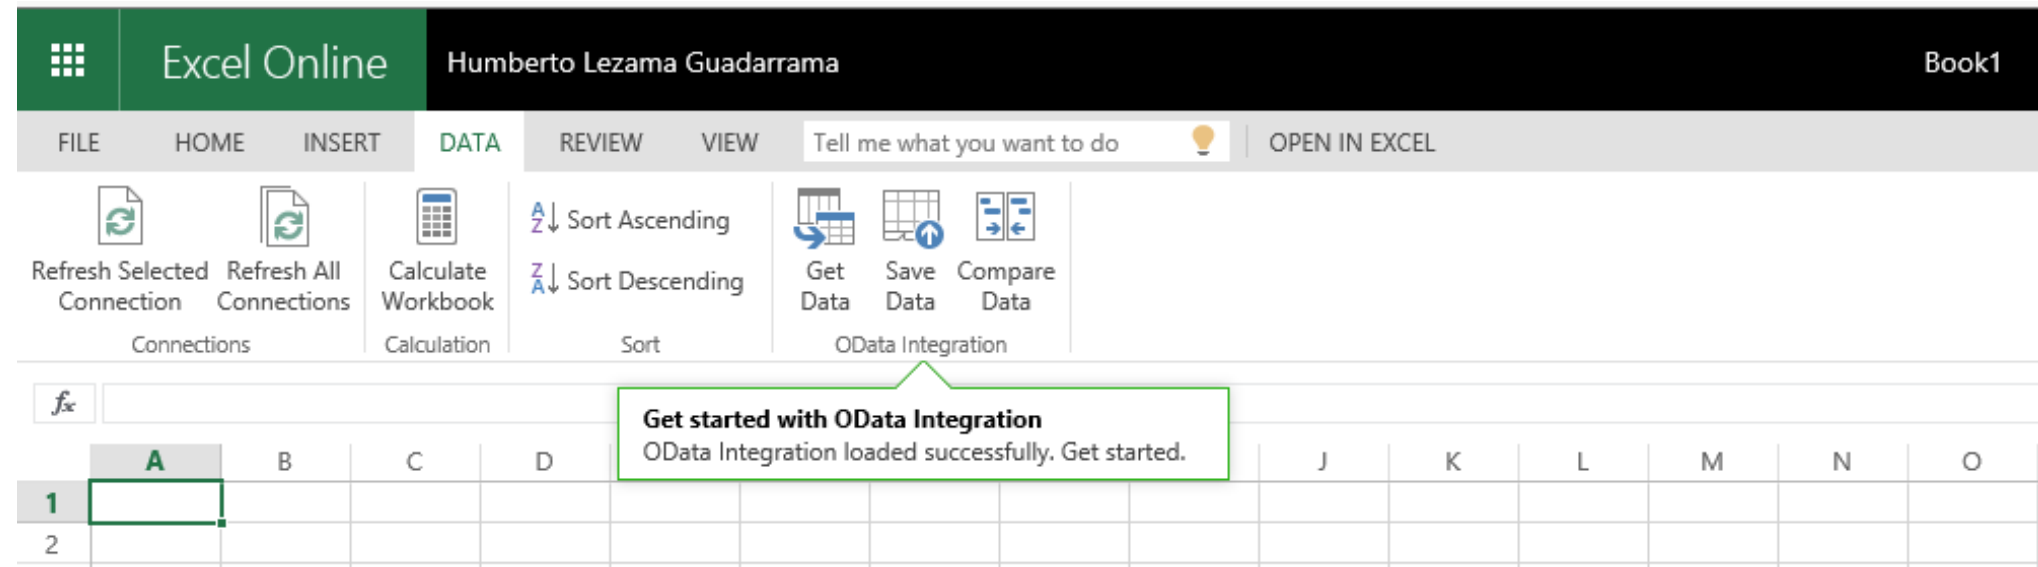 Excel Online Humberto Lezama Guadarrama Book1
FILE HOME INSERT DATA REVIEW VIEW Tell me what you want to do OPEN IN EXCEL
Refresh Selected Connection
Refresh All Connections
Calculate Workbook
A Z Sort Ascending
Z A Sort Descending
Get Data
Save Data
Compare Data
Connections Calculation Sort OData Integration
fx
Get started with OData Integration
OData Integration loaded successfully. Get started.
A B C D J K L M N O
1
2